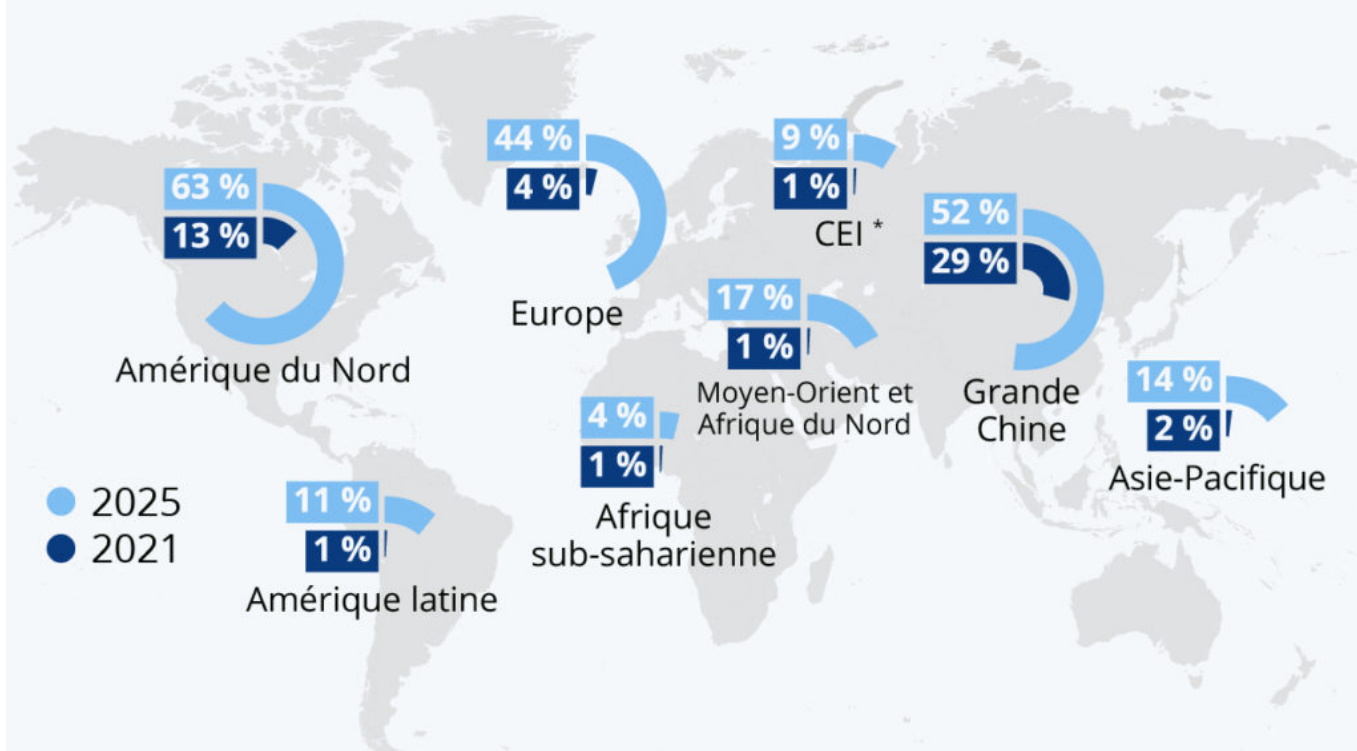 63 %
13 %
Amérique du Nord
44 %
4 %
Europe
9 %
1 %
CEI *
52 %
29 %
Grande
Chine
17 %
1 %
Moyen-Orient et
Afrique du Nord
14 %
2 %
Asie-Pacifique
4 %
1 %
Afrique
sub-saharienne
11 %
1 %
Amérique latine
2025
2021